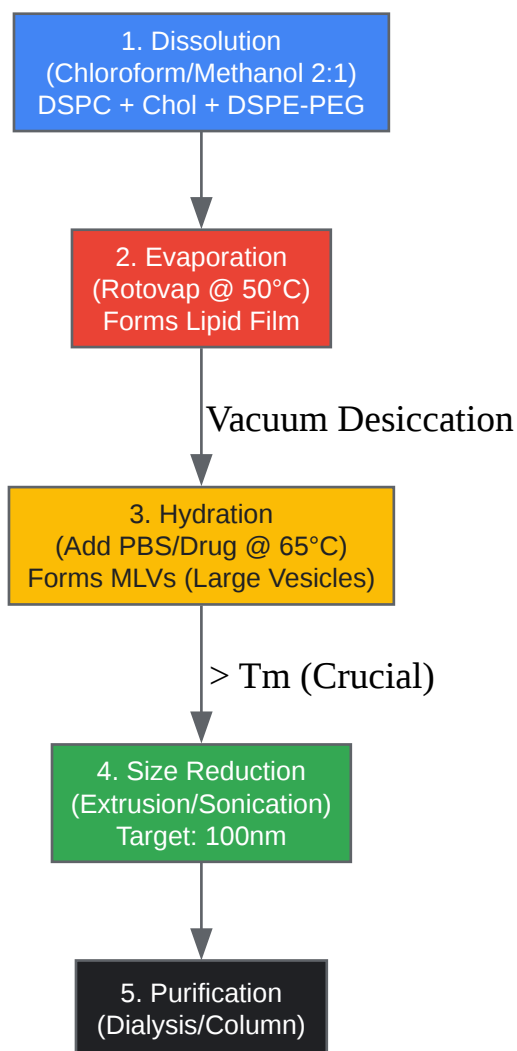 1. Dissolution
(Chloroform/Methanol 2:1)
DSPC + Chol + DSPE-PEG
2. Evaporation
(Rotovap @ 50°C)
Forms Lipid Film
Vacuum Desiccation
3. Hydration
(Add PBS/Drug @ 65°C)
Forms MLVs (Large Vesicles)
> Tm (Crucial)
4. Size Reduction
(Extrusion/Sonication)
Target: 100nm
5. Purification
(Dialysis/Column)